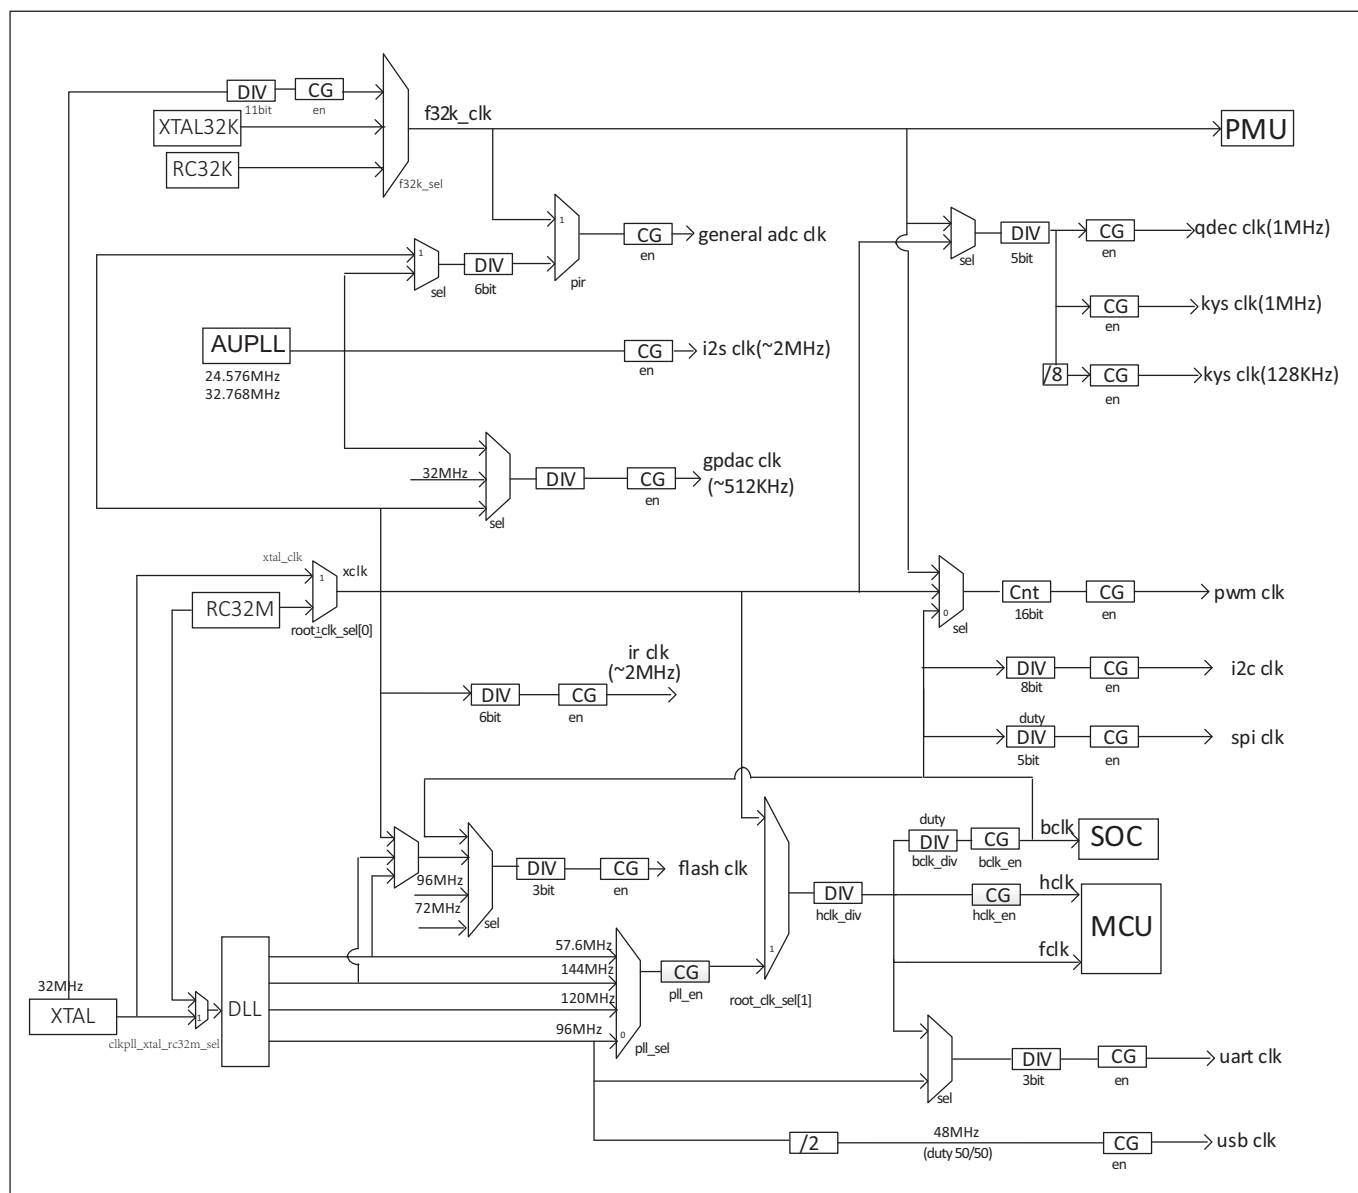 DIV
11bit
CG
en
XTAL32K
RC32K
f32k_sel
f32k_clk
PMU
1
pir
CG
en
general adc clk
1
sel
DIV
6bit
sel
DIV
5bit
CG
en
qdec clk(1MHz)
CG
en
kys clk(1MHz)
/8
CG
en
kys clk(128KHz)
AUPLL
24.576MHz
32.768MHz
CG
en
i2s clk(~2MHz)
32MHz
sel
DIV
CG
en
gpdac clk
(~512KHz)
xtal_clk
1
xclk
RC32M
root_clk_sel[0]
1
0
sel
Cnt
16bit
CG
en
pwm clk
ir clk
(~2MHz)
DIV
6bit
CG
en
DIV
8bit
CG
en
i2c clk
duty
DIV
5bit
CG
en
spi clk
96MHz
72MHz
sel
DIV
3bit
CG
en
flash clk
1
root_clk_sel[1]
DIV
hclk_div
duty
DIV
bclk_div
CG
bclk_en
bclk
SOC
CG
hclk_en
hclk
fclk
MCU
32MHz
XTAL
1
clkpll_xtal_rc32m_sel
DLL
57.6MHz
144MHz
120MHz
96MHz
0
pll_sel
CG
pll_en
sel
DIV
3bit
CG
en
uart clk
/2
48MHz
(duty 50/50)
CG
en
usb clk